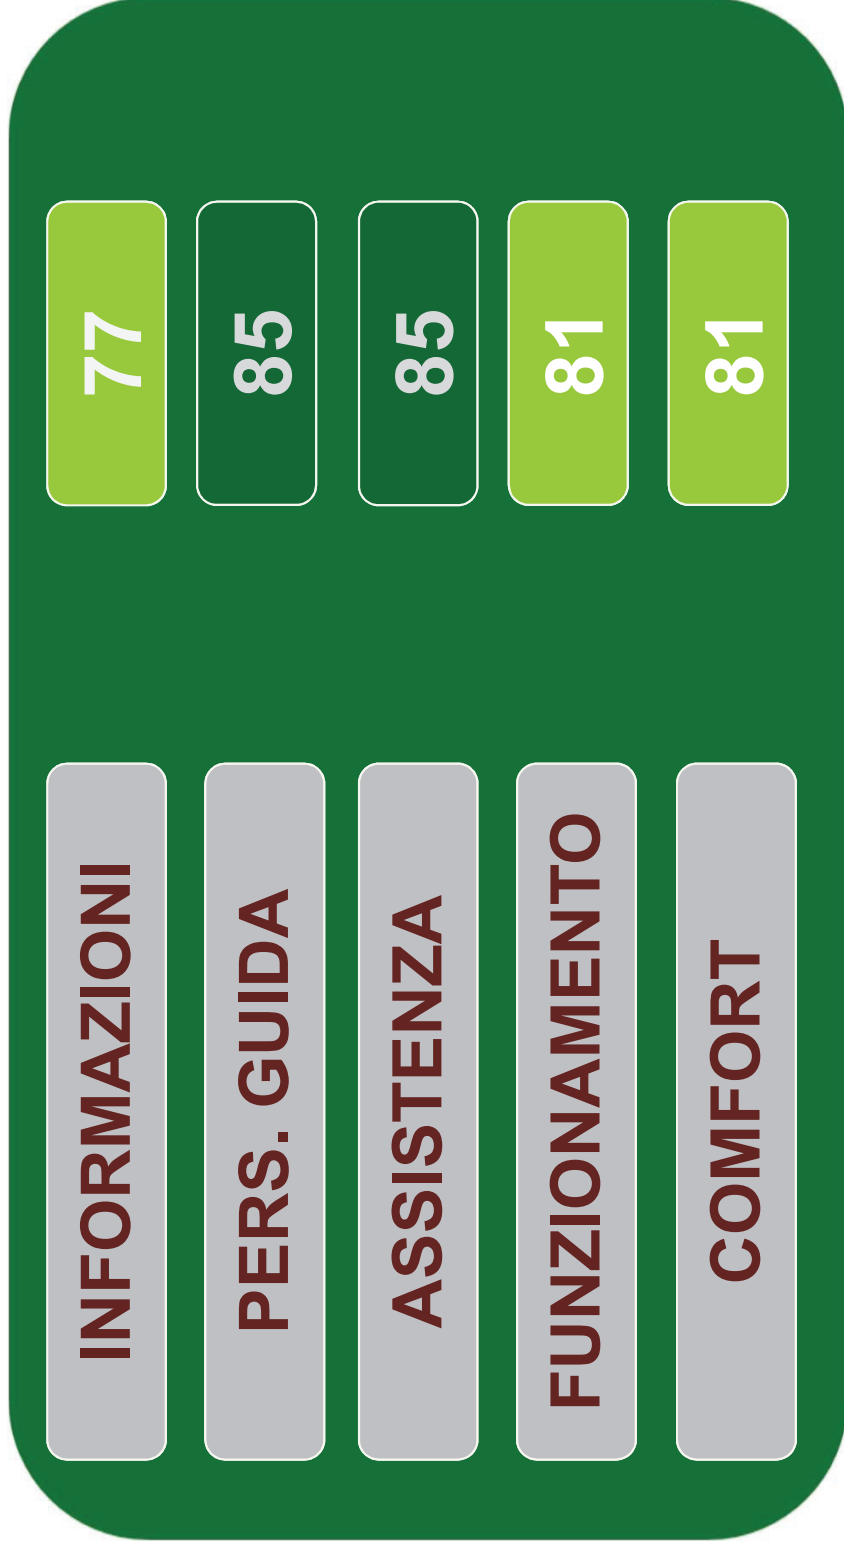 INFORMAZIONI 77
PERS. GUIDA 85
ASSISTENZA 85
FUNZIONAMENTO 81
COMFORT 81